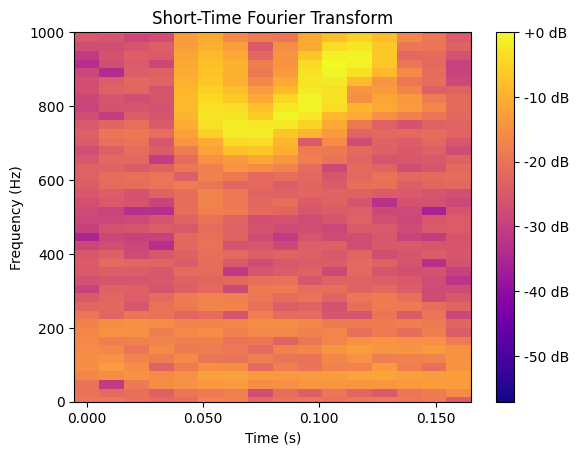 Short-Time Fourier Transform
1000
800
600
400
200
0
Frequency (Hz)
0.000
0.050
0.100
0.150
Time (s)
+0 dB
-10 dB
-20 dB
-30 dB
-40 dB
-50 dB